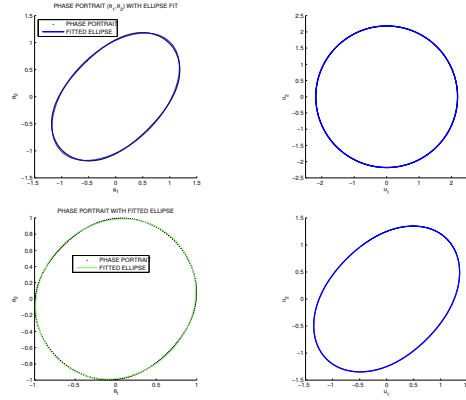 PHASE PORTRAIT (θ1,θ2) WITH ELLIPSE FIT
PHASE PORTRAIT
FITTED ELLIPSE
1.5
1
0.5
0
-0.5
-1
-1.5
θ2
-1.5 -1 -0.5 0 0.5 1 1.5
θ1
2.5
2
1.5
1
0.5
0
-0.5
-1
-1.5
-2
-2.5
u2
-2 -1 0 1 2
u1
PHASE PORTRAIT WITH FITTED ELLIPSE
PHASE PORTRAIT
FITTED ELLIPSE
1
0.8
0.6
0.4
0.2
0
-0.2
-0.4
-0.6
-0.8
-1
θ2
-1 -0.5 0 0.5 1
θ1
1.5
1
0.5
0
-0.5
-1
-1.5
u2
-1.5 -1 -0.5 0 0.5 1 1.5
u1